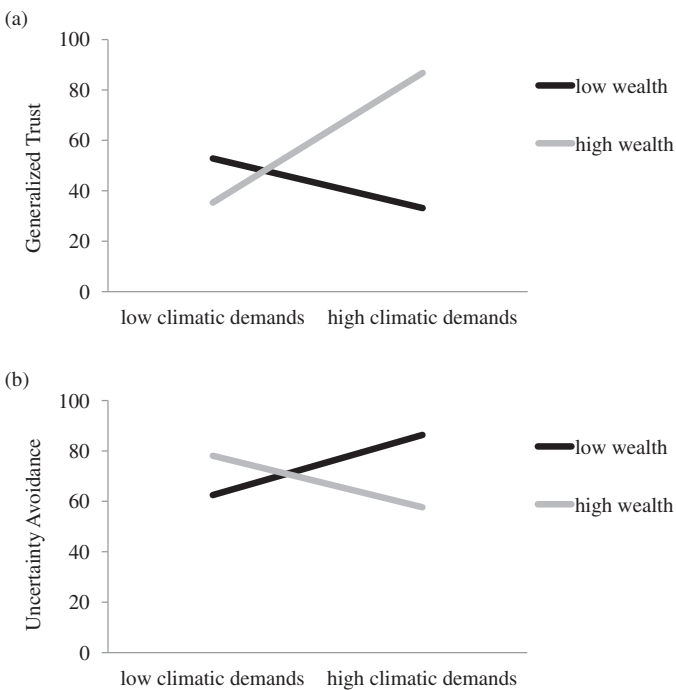 (a)
100
80
60
40
20
0
Generalized Trust
low climatic demands high climatic demands
low wealth
high wealth
(b)
100
80
60
40
20
0
Uncertainty Avoidance
low climatic demands high climatic demands
low wealth
high wealth